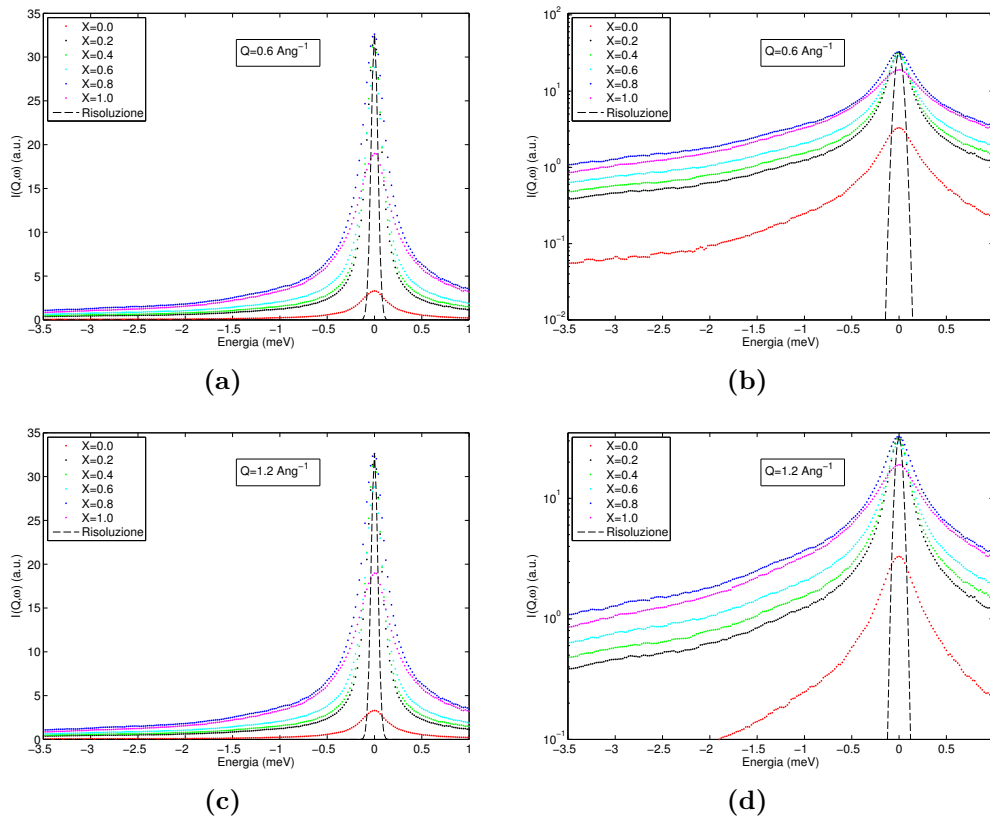 35
30
25
20
15
10
5
0
I(Q,ω) (a.u.)
X=0.0
X=0.2
X=0.4
X=0.6
X=0.8
X=1.0
Risoluzione
Q=0.6 Ang⁻¹
−3.5 −3 −2.5 −2 −1.5 −1 −0.5 0 0.5 1
Energia (meV)
(a)
10²
10¹
10⁰
10⁻¹
10⁻²
I(Q,ω) (a.u.)
X=0.0
X=0.2
X=0.4
X=0.6
X=0.8
X=1.0
Risoluzione
Q=0.6 Ang⁻¹
−3.5 −3 −2.5 −2 −1.5 −1 −0.5 0 0.5
Energia (meV)
(b)
35
30
25
20
15
10
5
0
I(Q,ω) (a.u.)
X=0.0
X=0.2
X=0.4
X=0.6
X=0.8
X=1.0
Risoluzione
Q=1.2 Ang⁻¹
−3.5 −3 −2.5 −2 −1.5 −1 −0.5 0 0.5 1
Energia (meV)
(c)
10¹
10⁰
10⁻¹
I(Q,ω) (a.u.)
X=0.0
X=0.2
X=0.4
X=0.6
X=0.8
X=1.0
Risoluzione
Q=1.2 Ang⁻¹
−3.5 −3 −2.5 −2 −1.5 −1 −0.5 0 0.5
Energia (meV)
(d)